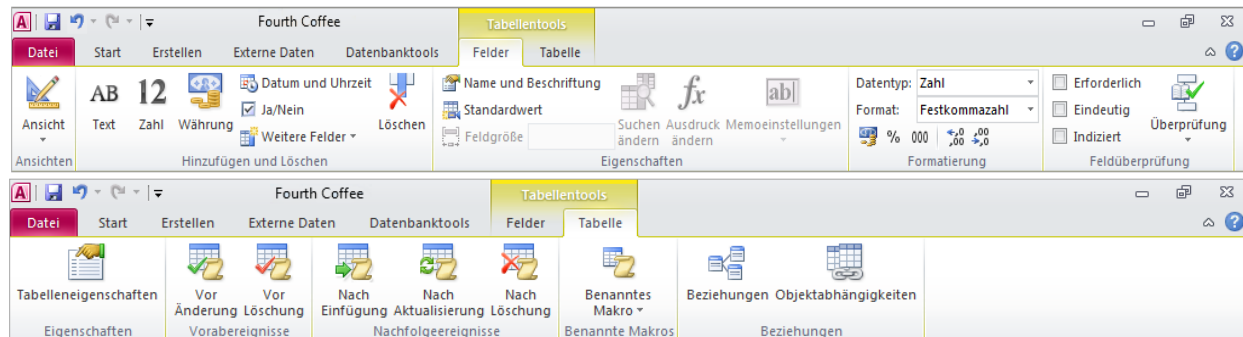 A Fourth Coffee Tabellentools
Datei Start Erstellen Externe Daten Datenbanktools Felder Tabelle ?
AB 12 Datum und Uhrzeit Name und Beschriftung fx ab| Datentyp: Zahl Erforderlich
Ja/Nein Standardwert Format: Festkommazahl Eindeutig
Ansicht Text Zahl Währung Weitere Felder Löschen Feldgröße Suchen ändern Ausdruck ändern Memoeinstellungen % 000 ,00 ,0 Indiziert Überprüfung
Ansichten Hinzufügen und Löschen Eigenschaften Formatierung Feldüberprüfung
A Fourth Coffee Tabellentools
Datei Start Erstellen Externe Daten Datenbanktools Felder Tabelle ?
Tabelleneigenschaften Vor Änderung Vor Löschung Nach Einfügung Nach Aktualisierung Nach Löschung Benanntes Makro Beziehungen Objektabhängigkeiten
Eigenschaften Vorabereignisse Nachfolgeereignisse Benannte Makros Beziehungen